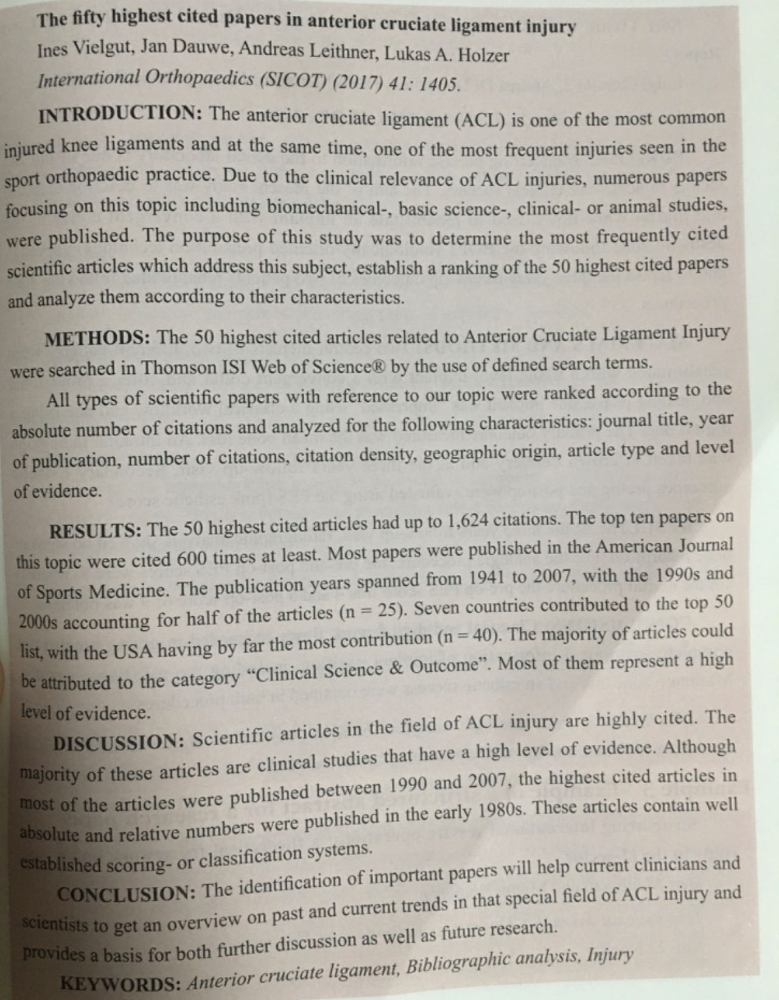 The fifty highest cited papers in anterior cruciate ligament injury
Ines Vielgut, Jan Dauwe, Andreas Leithner, Lukas A. Holzer
International Orthopaedics (SICOT) (2017) 41: 1405.
INTRODUCTION: The anterior cruciate ligament (ACL) is one of the most common
injured knee ligaments and at the same time, one of the most frequent injuries seen in the
sport orthopaedic practice. Due to the clinical relevance of ACL injuries, numerous papers
focusing on this topic including biomechanical-, basic science-, clinical- or animal studies,
were published. The purpose of this study was to determine the most frequently cited
scientific articles which address this subject, establish a ranking of the 50 highest cited papers
and analyze them according to their characteristics.
METHODS: The 50 highest cited articles related to Anterior Cruciate Ligament Injury
were searched in Thomson ISI Web of Science® by the use of defined search terms.
All types of scientific papers with reference to our topic were ranked according to the
absolute number of citations and analyzed for the following characteristics: journal title, year
of publication, number of citations, citation density, geographic origin, article type and level
of evidence.
RESULTS: The 50 highest cited articles had up to 1,624 citations. The top ten papers on
this topic were cited 600 times at least. Most papers were published in the American Journal
of Sports Medicine. The publication years spanned from 1941 to 2007, with the 1990s and
2000s accounting for half of the articles (n = 25). Seven countries contributed to the top 50
list, with the USA having by far the most contribution (n = 40). The majority of articles could
be attributed to the category “Clinical Science & Outcome”. Most of them represent a high
level of evidence.
DISCUSSION: Scientific articles in the field of ACL injury are highly cited. The
majority of these articles are clinical studies that have a high level of evidence. Although
most of the articles were published between 1990 and 2007, the highest cited articles in
absolute and relative numbers were published in the early 1980s. These articles contain well
established scoring- or classification systems.
CONCLUSION: The identification of important papers will help current clinicians and
scientists to get an overview on past and current trends in that special field of ACL injury and
provides a basis for both further discussion as well as future research.
KEYWORDS: Anterior cruciate ligament, Bibliographic analysis, Injury